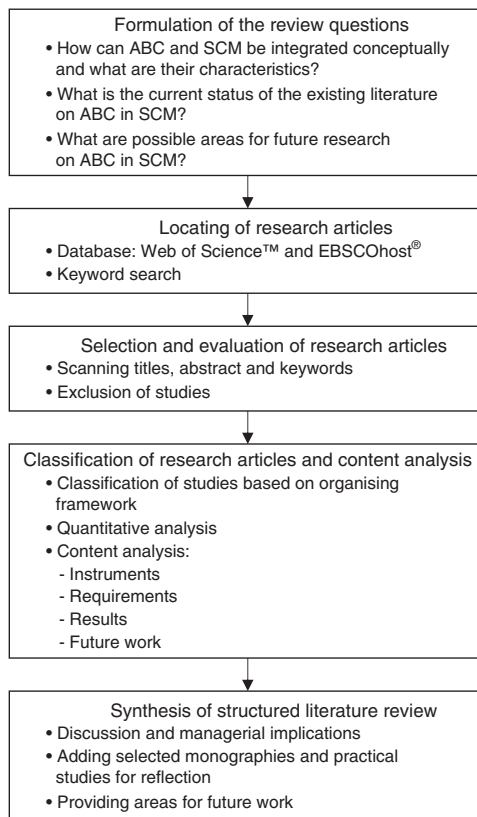 Formulation of the review questions
• How can ABC and SCM be integrated conceptually
and what are their characteristics?
• What is the current status of the existing literature
on ABC in SCM?
• What are possible areas for future research
on ABC in SCM?
Locating of research articles
• Database: Web of Science™ and EBSCOhost®
• Keyword search
Selection and evaluation of research articles
• Scanning titles, abstract and keywords
• Exclusion of studies
Classification of research articles and content analysis
• Classification of studies based on organising
framework
• Quantitative analysis
• Content analysis:
- Instruments
- Requirements
- Results
- Future work
Synthesis of structured literature review
• Discussion and managerial implications
• Adding selected monographies and practical
studies for reflection
• Providing areas for future work